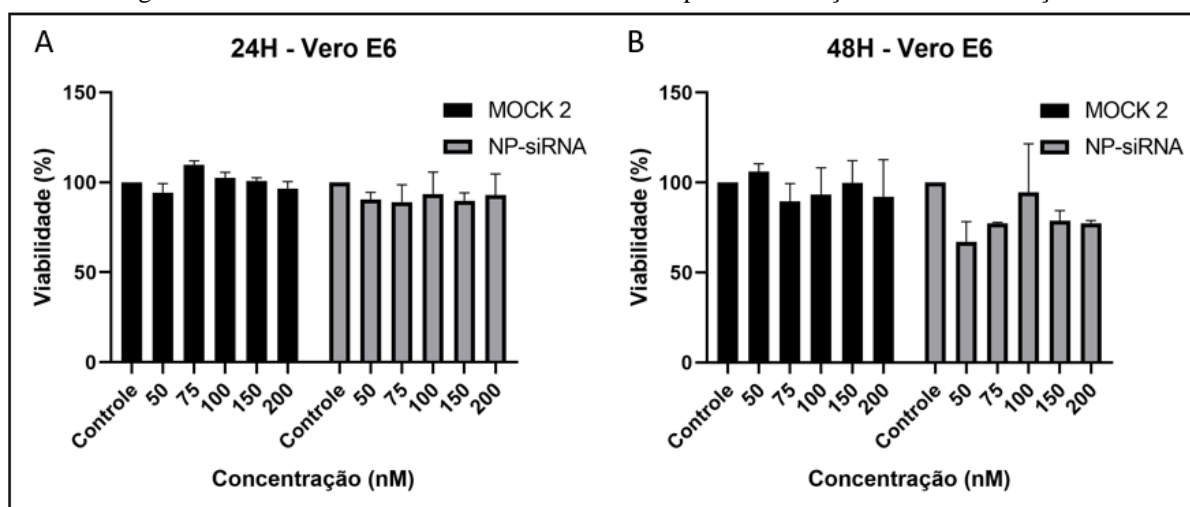 A
24H - Vero E6
150
100
50
0
Viabilidade (%)
MOCK 2
NP-siRNA
Controle
50
75
100
150
200
Controle
50
75
100
150
200
Concentração (nM)
B
48H - Vero E6
150
100
50
0
Viabilidade (%)
MOCK 2
NP-siRNA
Controle
50
75
100
150
200
Controle
50
75
100
150
200
Concentração (nM)